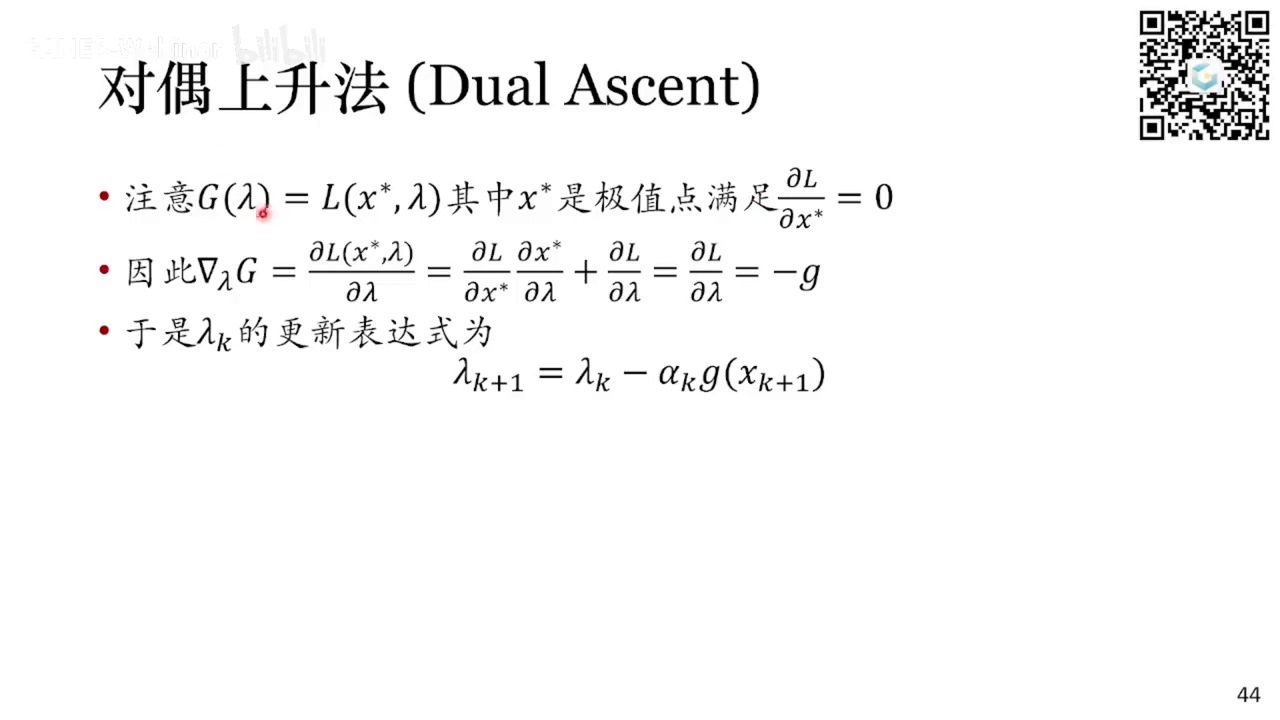 bilibili
对偶上升法 (Dual Ascent)
• 注意G(λ) = L(x*, λ)其中x*是极值点满足∂L/∂x* = 0
• 因此∇_λG = ∂L(x*,λ)/∂λ = ∂L/∂x* ∂x*/∂λ + ∂L/∂λ = ∂L/∂λ = −g
• 于是λ_k的更新表达式为
λ_{k+1} = λ_k − α_k g(x_{k+1})
44